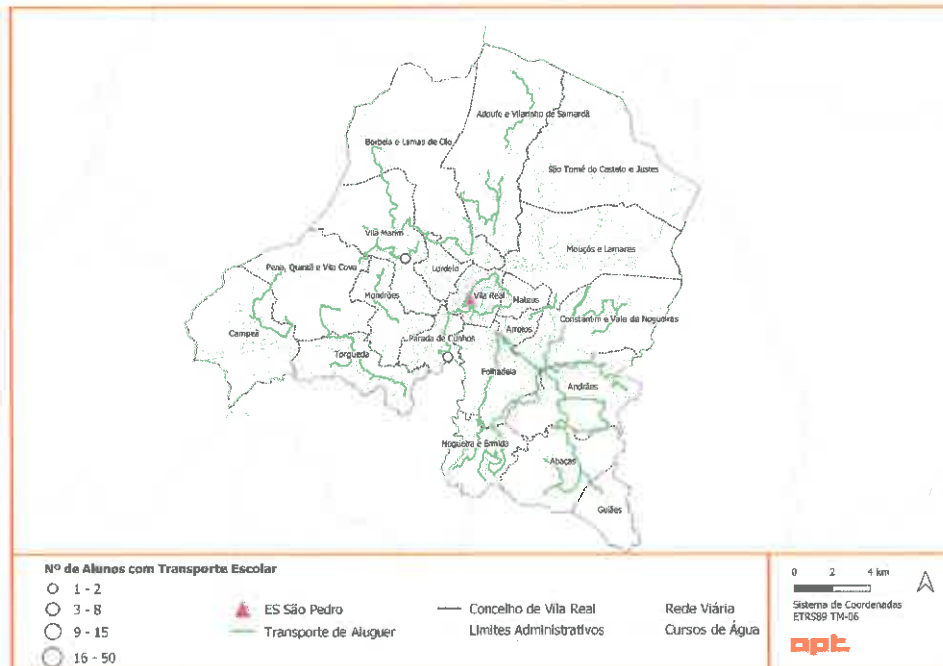 Adoufe e Vilarinho de Samardã
Borbela e Lamas de Olo
São Tomé do Castelo e Justes
Vila Marim
Mouçós e Lamares
Pena, Quintã e Vila Cova
Lordelo
Mondrões
Vila Real
Mateus
Constantim e Vale de Nogueiras
Campeã
Arroios
Parada de Cunhos
Torgueda
Folhadela
Andrães
Nogueira e Ermida
Abaças
Guiães
Nº de Alunos com Transporte Escolar
1 - 2
3 - 8
9 - 15
16 - 50
ES São Pedro
Transporte de Aluguer
Concelho de Vila Real
Limites Administrativos
Rede Viária
Cursos de Água
0 2 4 km
Sistema de Coordenadas
ETRS89 TM-06
apt